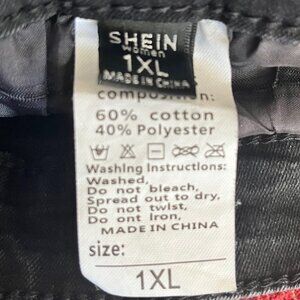 SHEIN
women
1XL
MADE IN CHINA
composition:
60% cotton
40% Polyester
Washing Instructions:
Washed,
Do not bleach,
Spread out to dry,
Do not twist,
Do ont iron,
MADE IN CHINA
size:
1XL